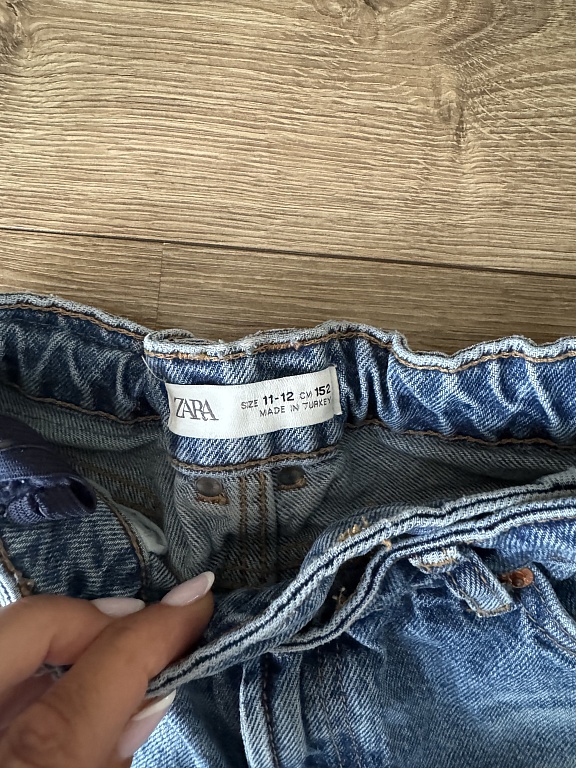 ZARA
SIZE 11-12 CM 152
MADE IN TURKEY